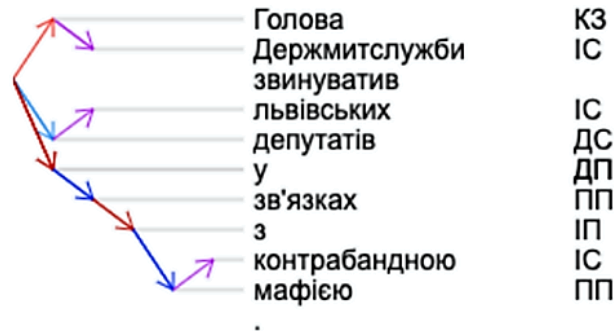 Голова КЗ
Держмитслужби ІС
звинуватив
львівських ІС
депутатів ДС
у ДП
зв'язках ПП
з ІП
контрабандною ІС
мафією ПП
.